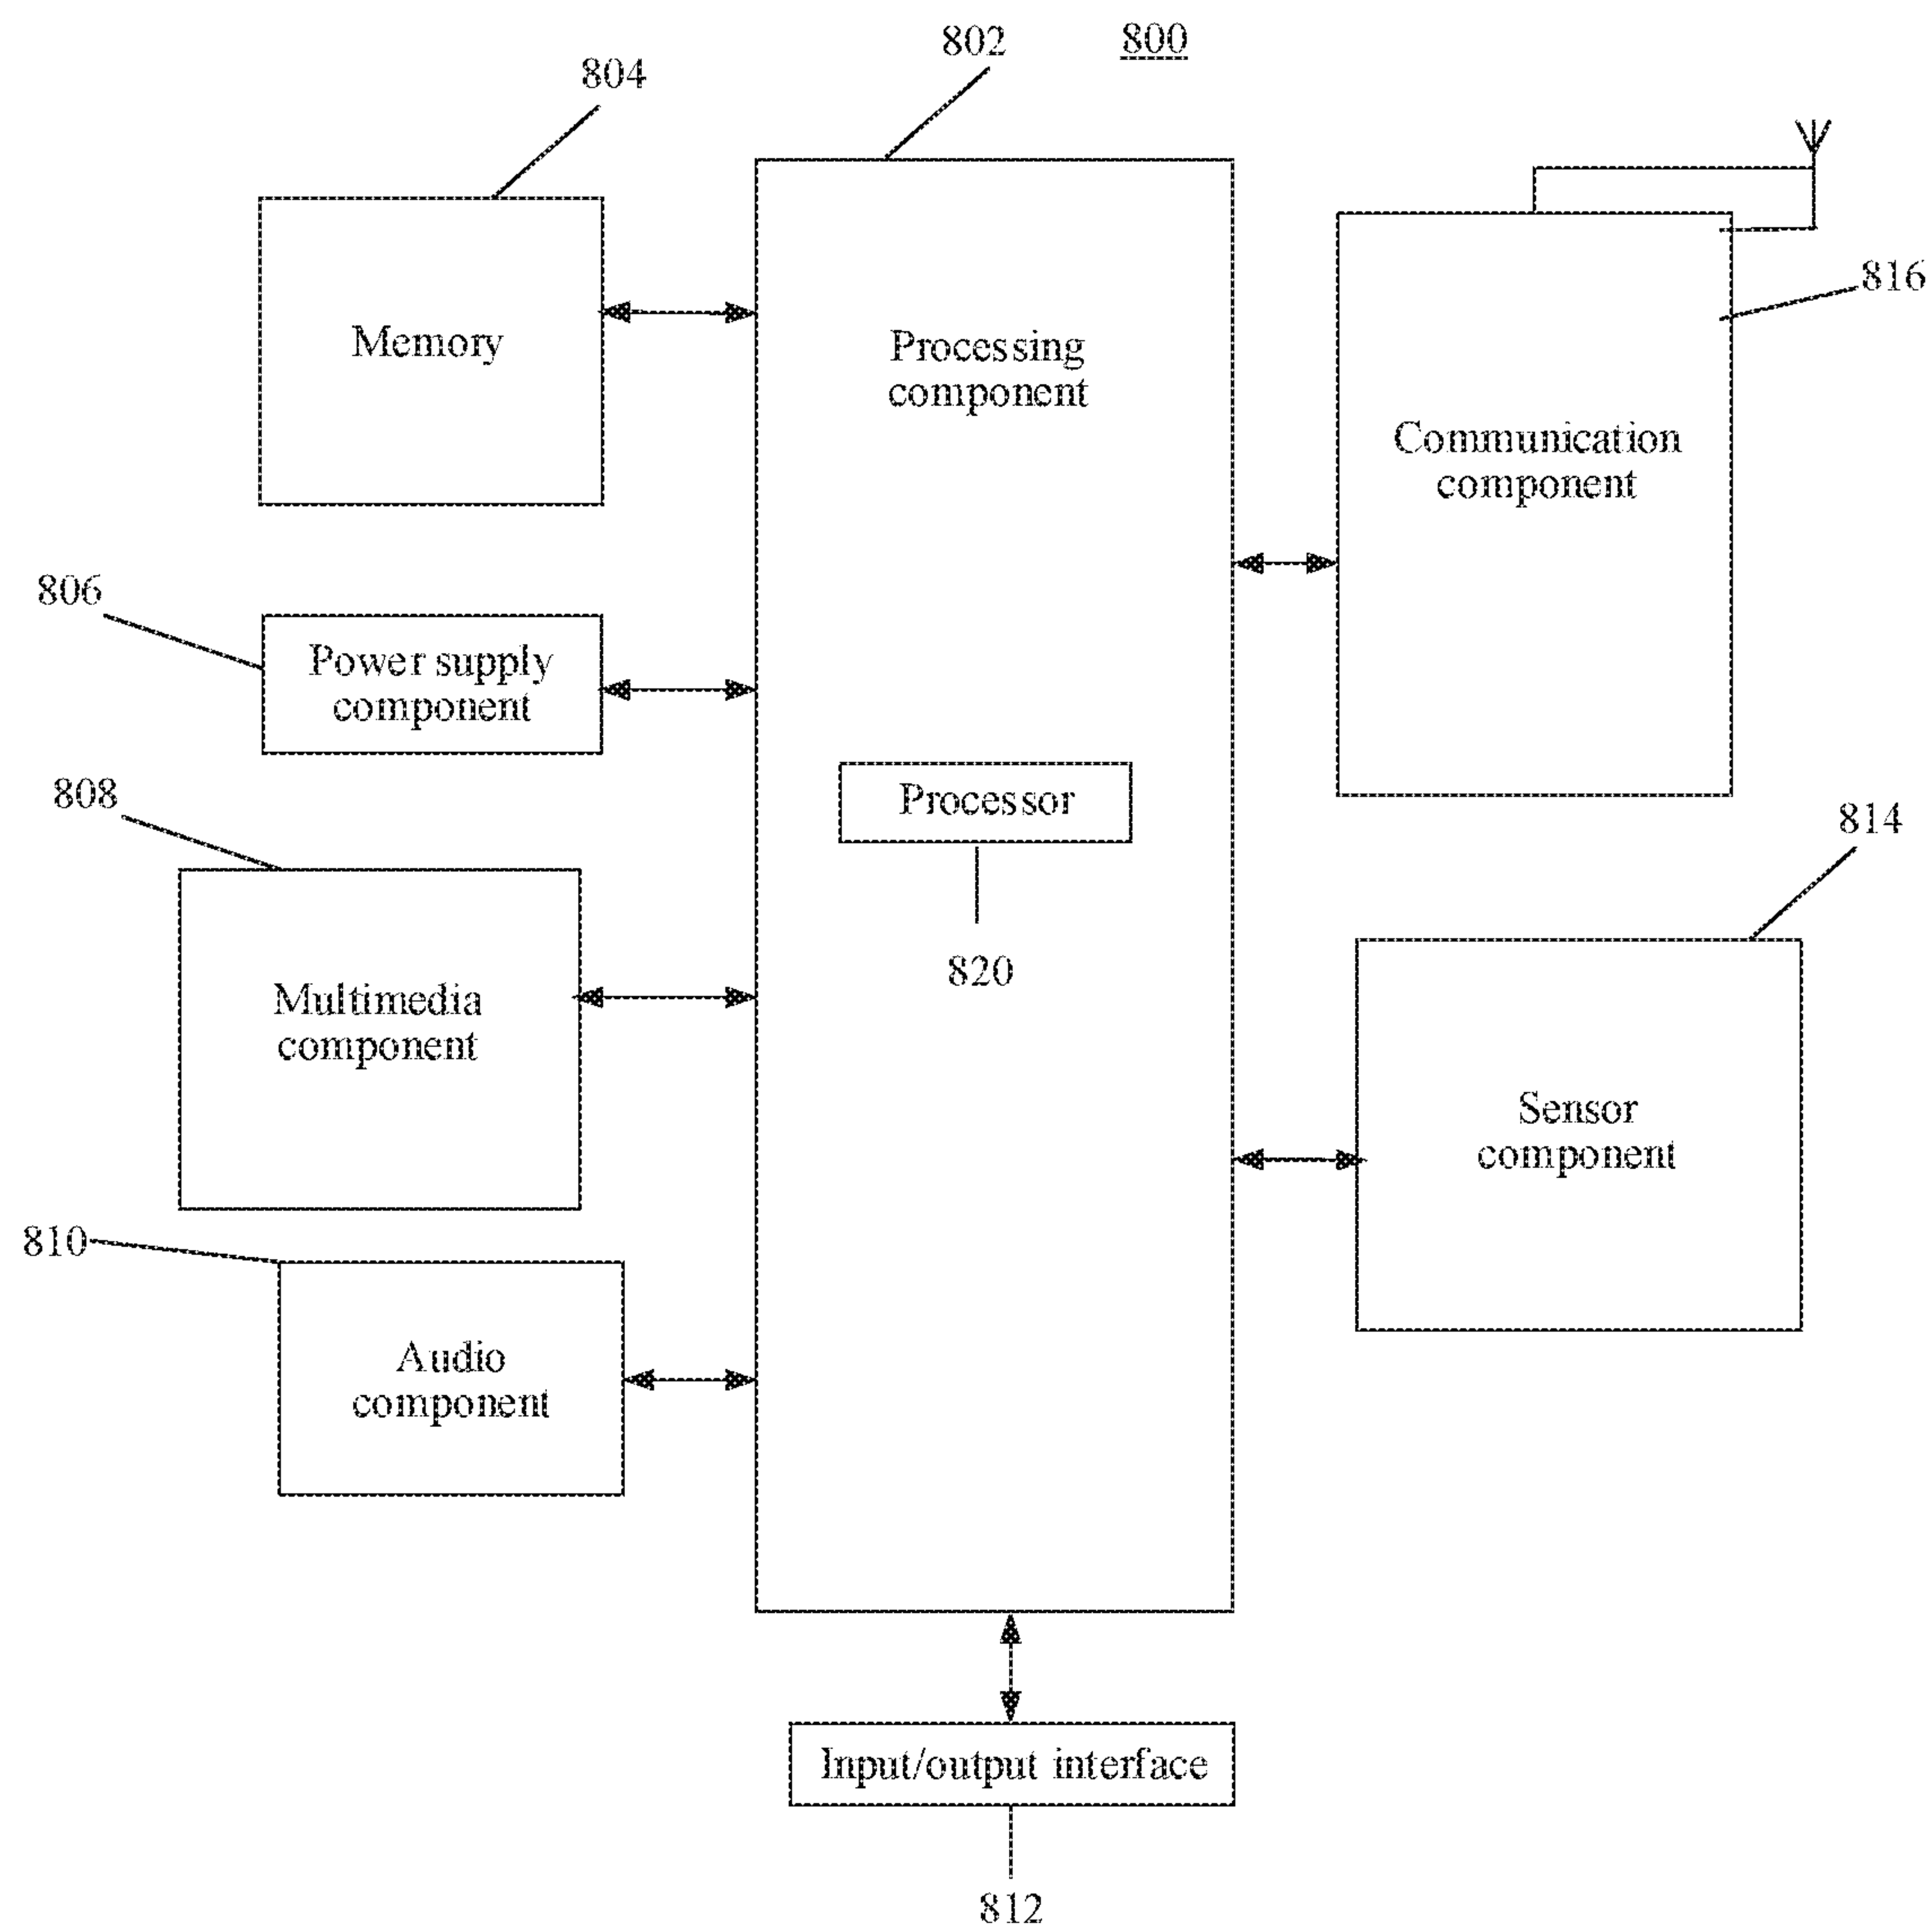 802
800
804
816
Memory
Processing
component
Communication
component
806
Power supply
component
808
Processor
814
820
Multimedia
component
Sensor
component
810
Audio
component
Input/output interface
812